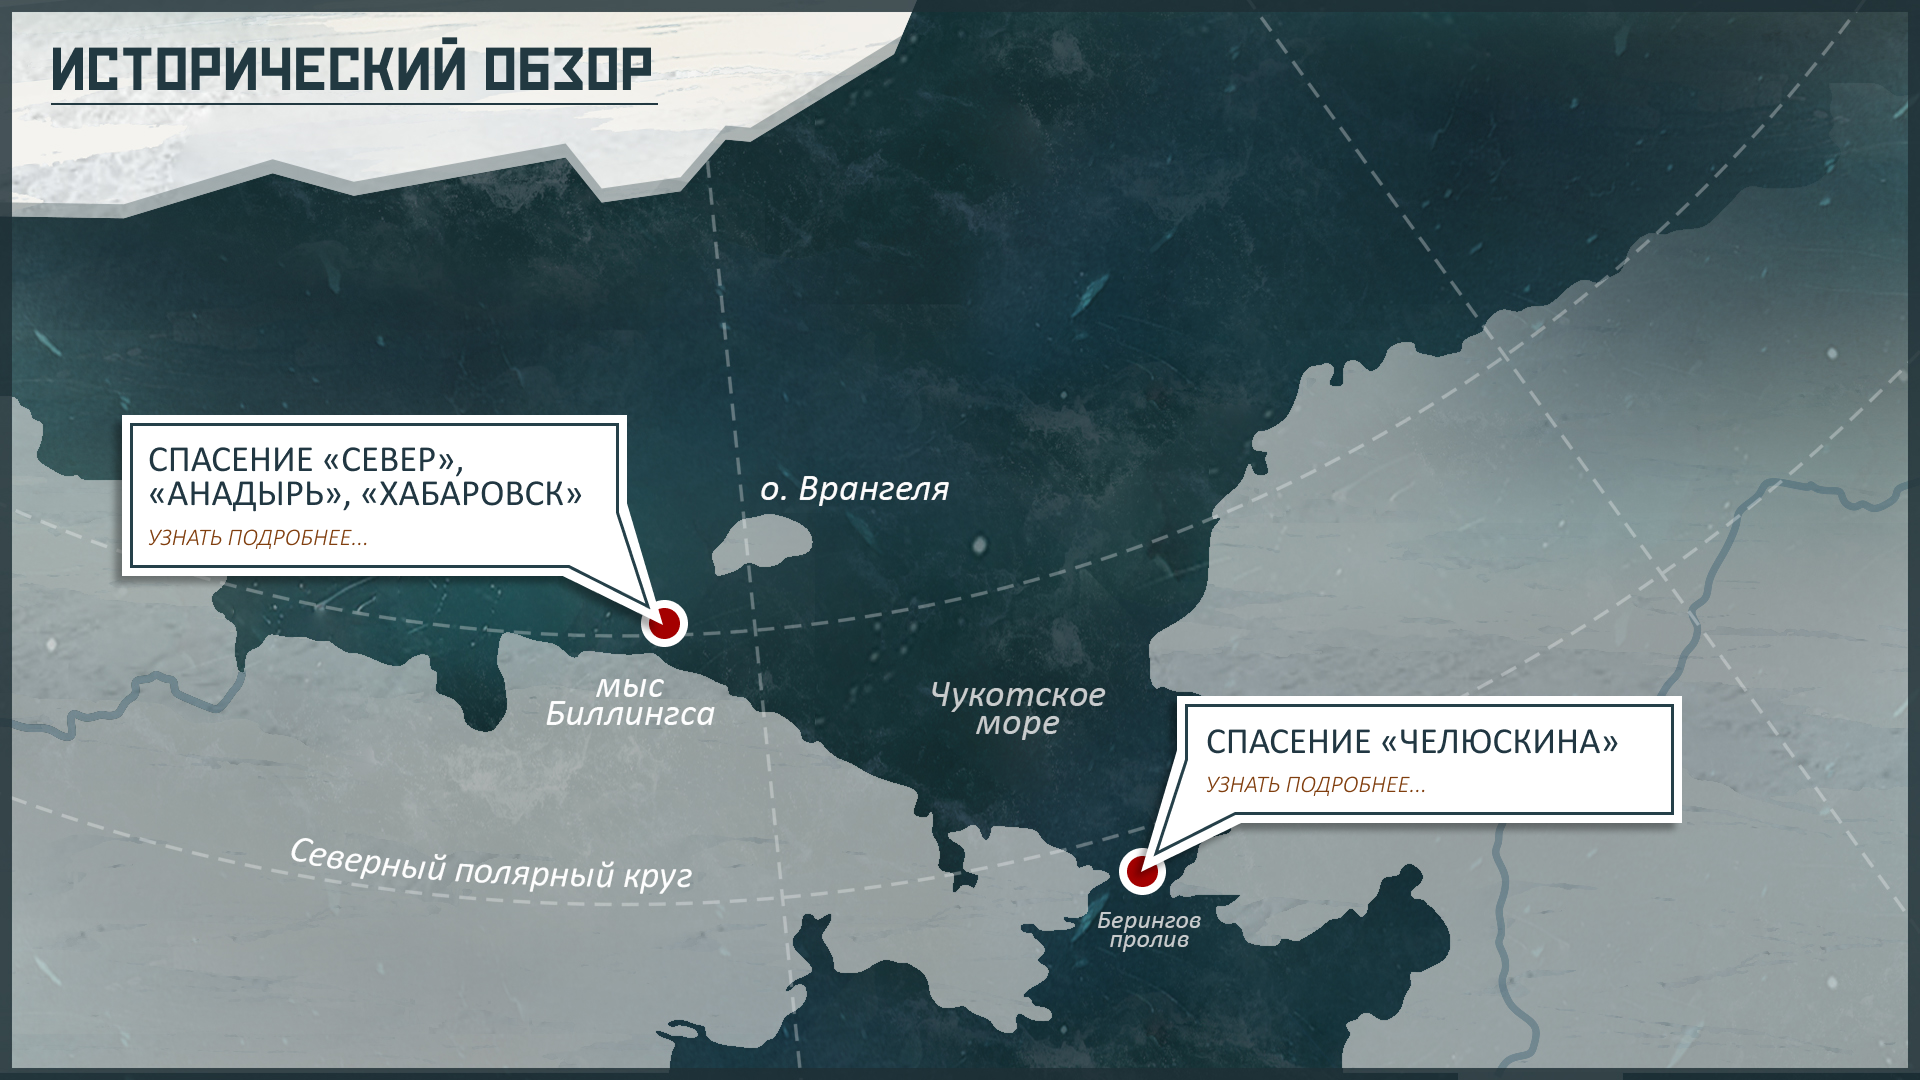 ИСТОРИЧЕСКИЙ ОБЗОР
СПАСЕНИЕ «СЕВЕР»,
«АНАДЫРЬ», «ХАБАРОВСК»
УЗНАТЬ ПОДРОБНЕЕ...
о. Врангеля
мыс
Биллингса
Чукотское
море
СПАСЕНИЕ «ЧЕЛЮСКИНА»
УЗНАТЬ ПОДРОБНЕЕ...
Северный полярный круг
Берингов
пролив